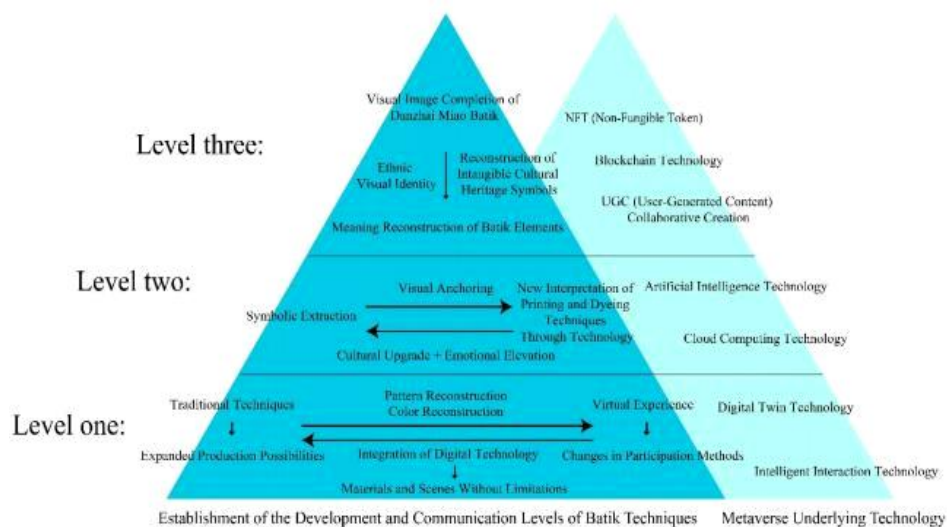 Visual Image Completion of
Danzhai Miao Batik
NFT (Non-Fungible Token)
Level three:
Ethnic
Visual Identity
Reconstruction of
Intangible Cultural
Heritage Symbols
Blockchain Technology
UGC (User-Generated Content)
Collaborative Creation
Meaning Reconstruction of Batik Elements
Level two:
Symbolic Extraction
Visual Anchoring
New Interpretation of
Printing and Dyeing
Techniques
Through Technology
Cultural Upgrade + Emotional Elevation
Artificial Intelligence Technology
Cloud Computing Technology
Level one:
Traditional Techniques
Pattern Reconstruction
Color Reconstruction
Virtual Experience
Digital Twin Technology
Expanded Production Possibilities
Integration of Digital Technology
Changes in Participation Methods
Intelligent Interaction Technology
Materials and Scenes Without Limitations
Establishment of the Development and Communication Levels of Batik Techniques
Metaverse Underlying Technology